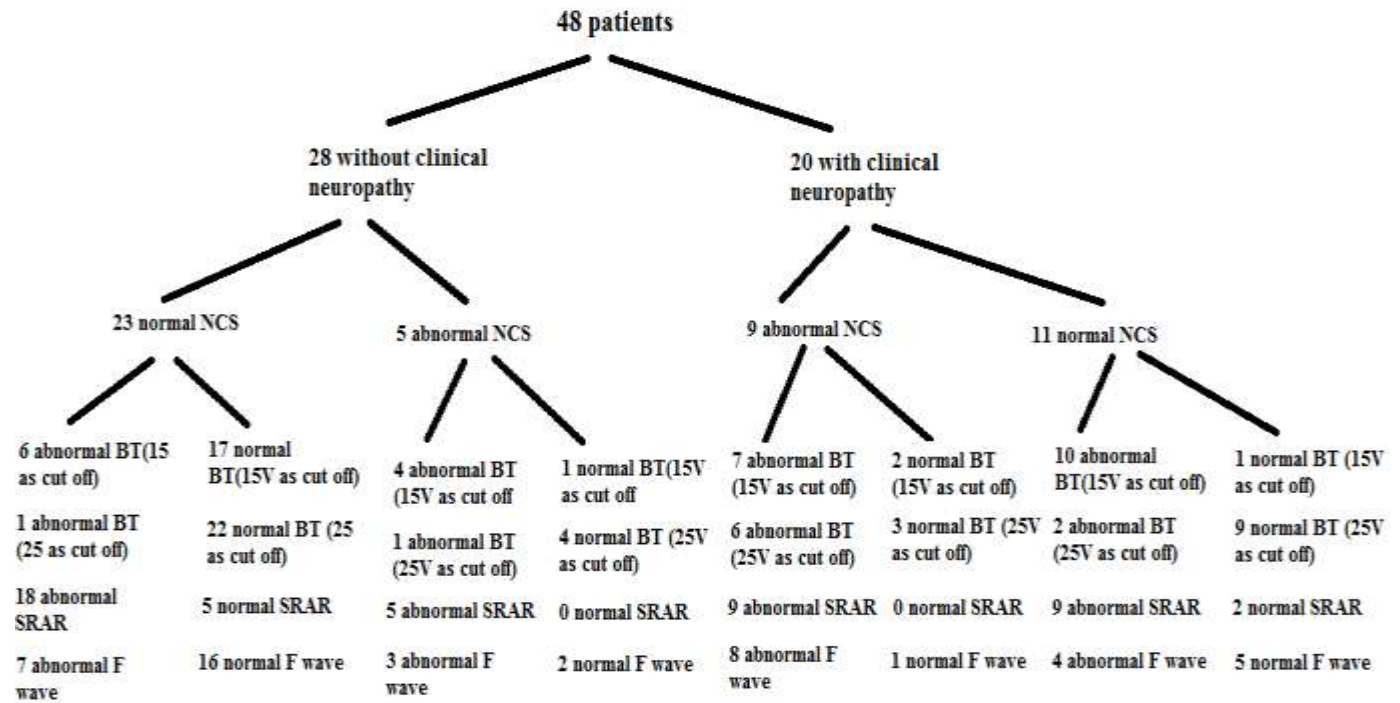 48 patients
28 without clinical
neuropathy
20 with clinical
neuropathy
23 normal NCS
5 abnormal NCS
9 abnormal NCS
11 normal NCS
6 abnormal BT(15
as cut off)
17 normal
BT(15V as cut off)
4 abnormal BT
(15V as cut off
1 normal BT(15V
as cut off
7 abnormal BT
(15V as cut off)
2 normal BT
(15V as cut off)
10 abnormal
BT(15V as cut off)
1 normal BT (15V
as cut off)
1 abnormal BT
(25 as cut off)
22 normal BT (25
as cut off)
1 abnormal BT
(25V as cut off)
4 normal BT (25V
as cut off)
6 abnormal BT
(25V as cut off)
3 normal BT (25V
as cut off)
2 abnormal BT
(25V as cut off)
9 normal BT (25V
as cut off)
18 abnormal
SRAR
5 normal SRAR
5 abnormal SRAR
0 normal SRAR
9 abnormal SRAR
0 normal SRAR
9 abnormal SRAR
2 normal SRAR
7 abnormal F
wave
16 normal F wave
3 abnormal F
wave
2 normal F wave
8 abnormal F
wave
1 normal F wave
4 abnormal F wave
5 normal F wave